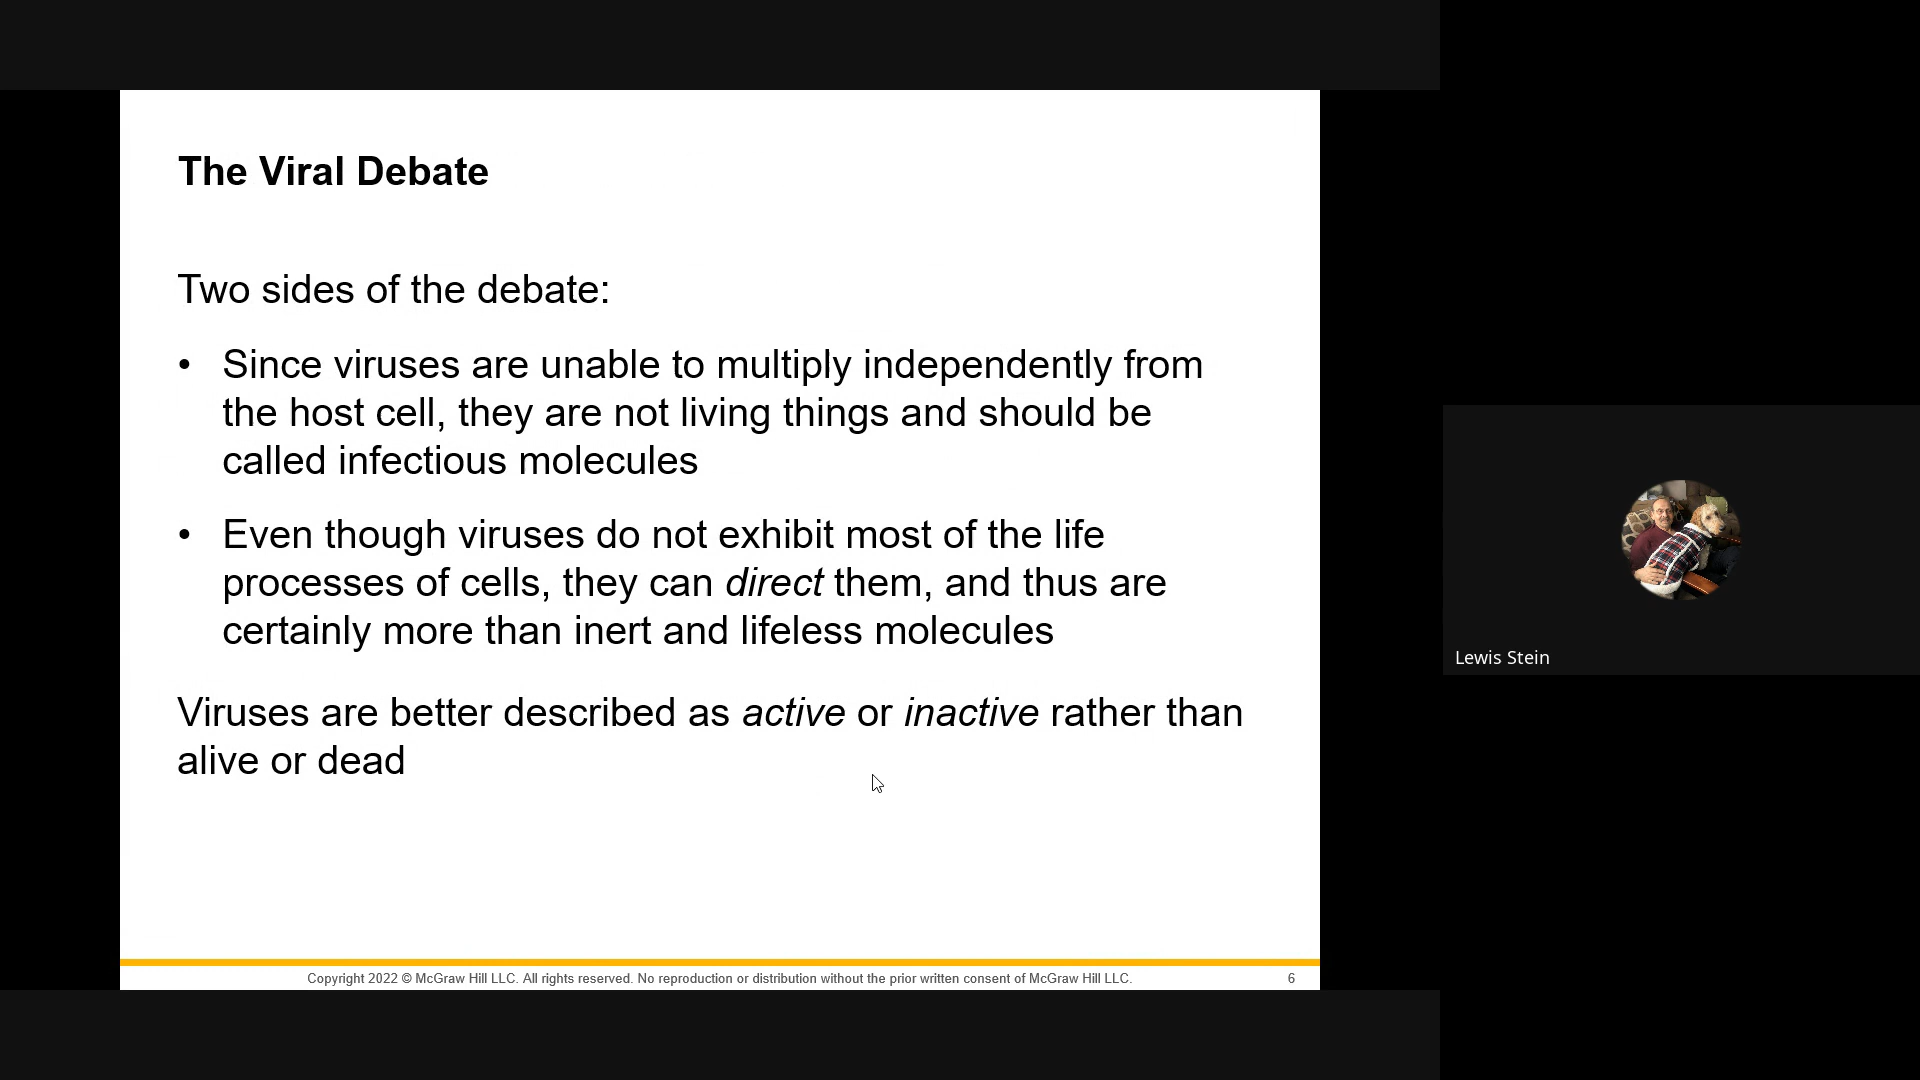 The Viral Debate
Two sides of the debate:
• Since viruses are unable to multiply independently from
the host cell, they are not living things and should be
called infectious molecules
• Even though viruses do not exhibit most of the life
processes of cells, they can direct them, and thus are
certainly more than inert and lifeless molecules
Viruses are better described as active or inactive rather than
alive or dead
Copyright 2022 © McGraw Hill LLC. All rights reserved. No reproduction or distribution without the prior written consent of McGraw Hill LLC.
6
Lewis Stein